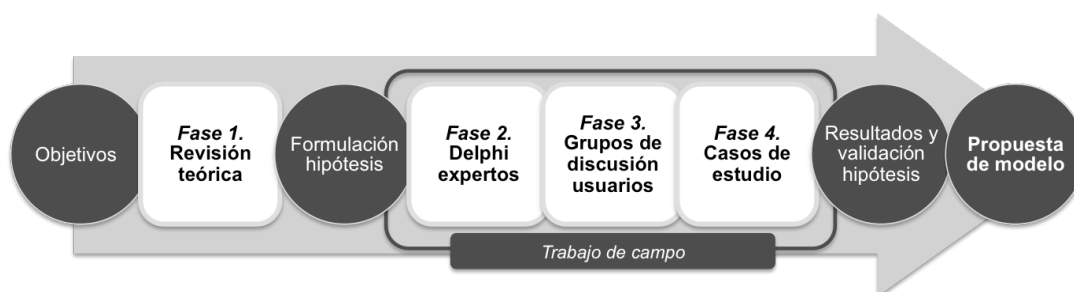 Objetivos
Fase 1.
Revisión
teórica
Formulación
hipótesis
Fase 2.
Delphi
expertos
Fase 3.
Grupos de
discusión
usuarios
Fase 4.
Casos de
estudio
Resultados y
validación
hipótesis
Propuesta
de modelo
Trabajo de campo